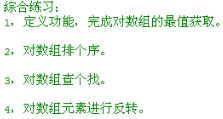 综合练习：
1，定义功能，完成对数组的最值获取。
2，对数组排个序。
3，对数组查个找。
4，对数组元素进行反转。